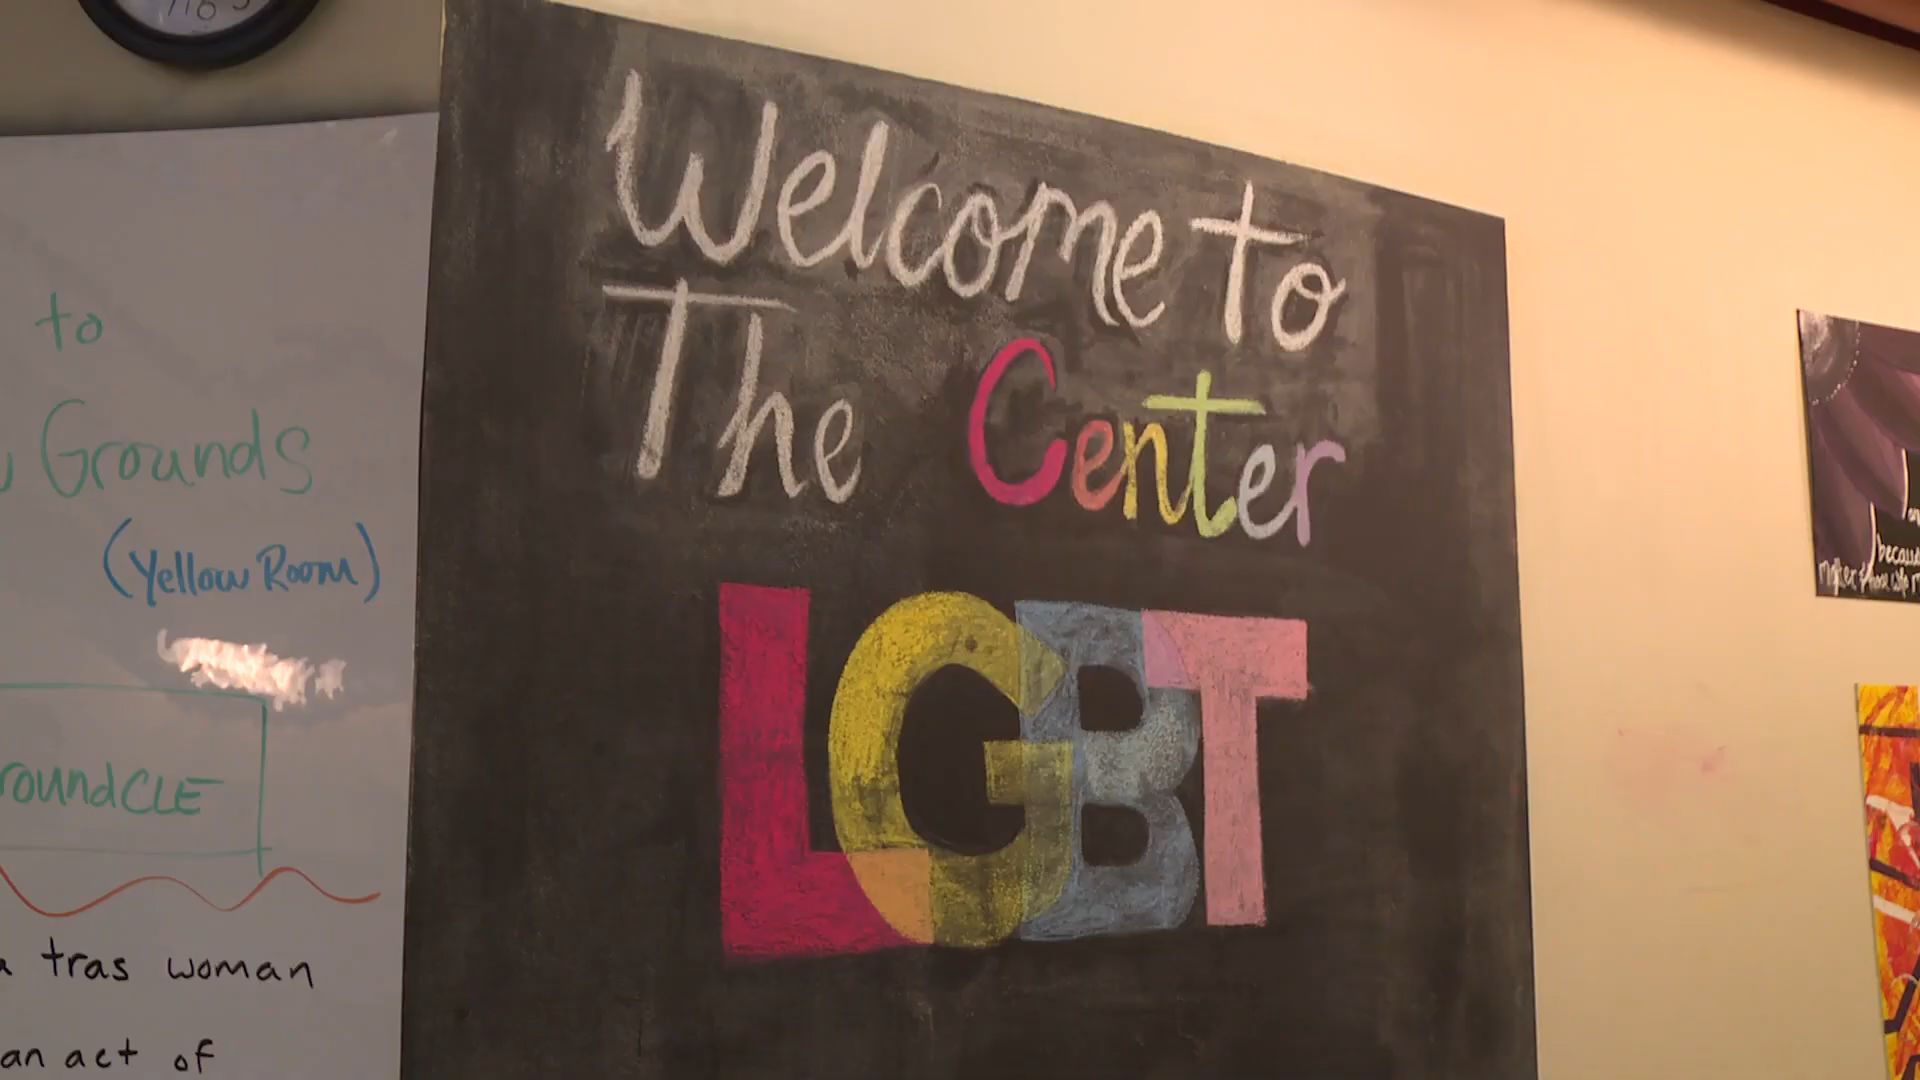 to
Grounds
(Yellow Room)
roundCLE
tras woman
an act of
Welcome to
The Center
LGBT